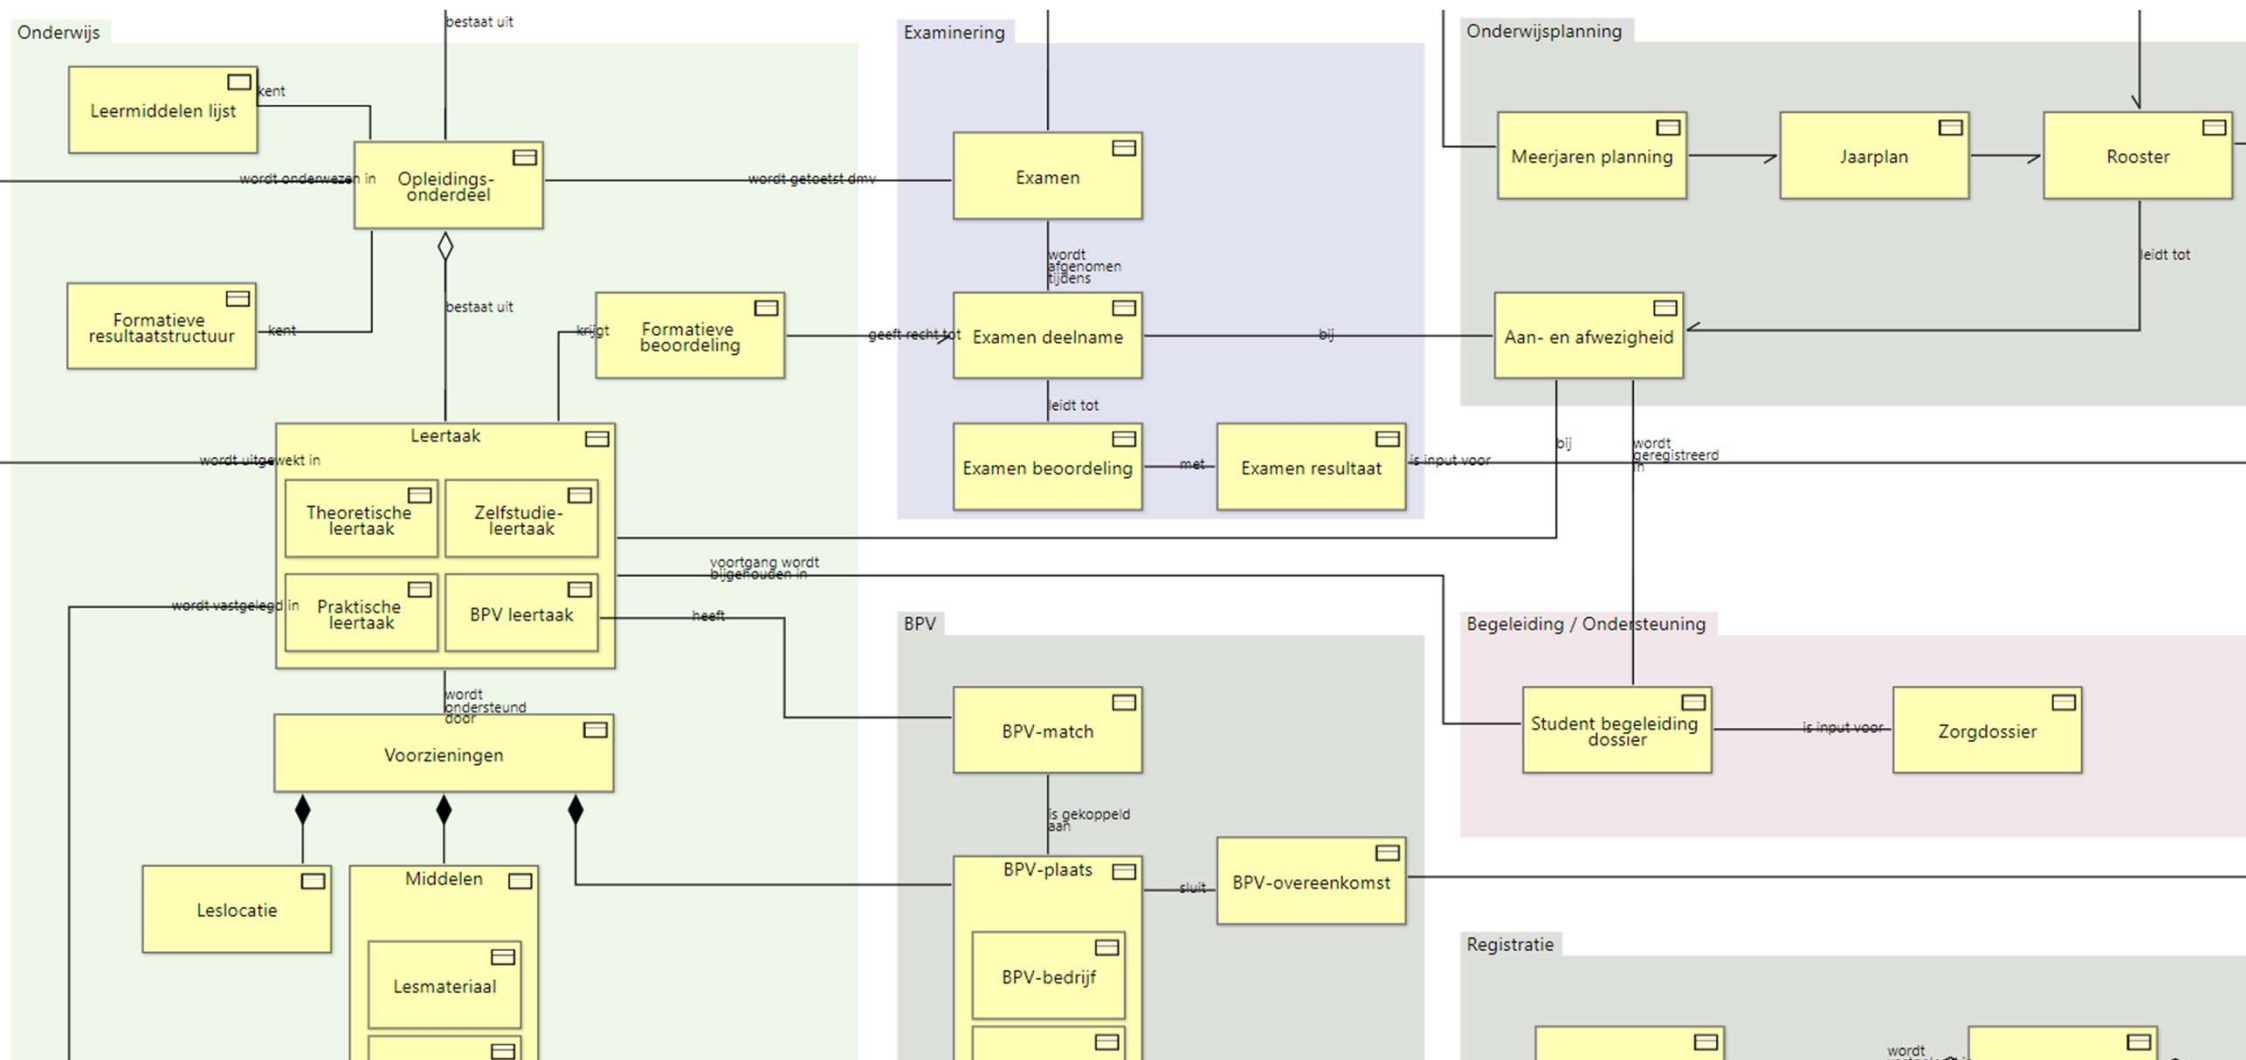 Onderwijs
bestaat uit
Leermiddelen lijst
kent
wordt onderwezen in
Opleidings-
onderdeel
wordt getoetst dmv
Formatieve
resultaatstructuur
kent
bestaat uit
krijgt
Formatieve
beoordeling
geeft recht tot
Leertaak
wordt uitgewekt in
Theoretische
leertaak
Zelfstudie-
leertaak
wordt vastgelegd in
Praktische
leertaak
BPV leertaak
heeft
voortgang wordt
bijgehouden in
wordt
ondersteund
door
Voorzieningen
Leslocatie
Middelen
Lesmateriaal
Examinering
Examen
wordt
afgenomen
tijdens
Examen deelname
bij
leidt tot
Examen beoordeling
met
Examen resultaat
is input voor
BPV
BPV-match
is gekoppeld
aan
BPV-plaats
sluit
BPV-overeenkomst
BPV-bedrijf
Onderwijsplanning
Meerjaren planning
Jaarplan
Rooster
leidt tot
Aan- en afwezigheid
bij
wordt
geregistreerd
in
Begeleiding / Ondersteuning
Student begeleiding
dossier
is input voor
Zorgdossier
Registratie
wordt